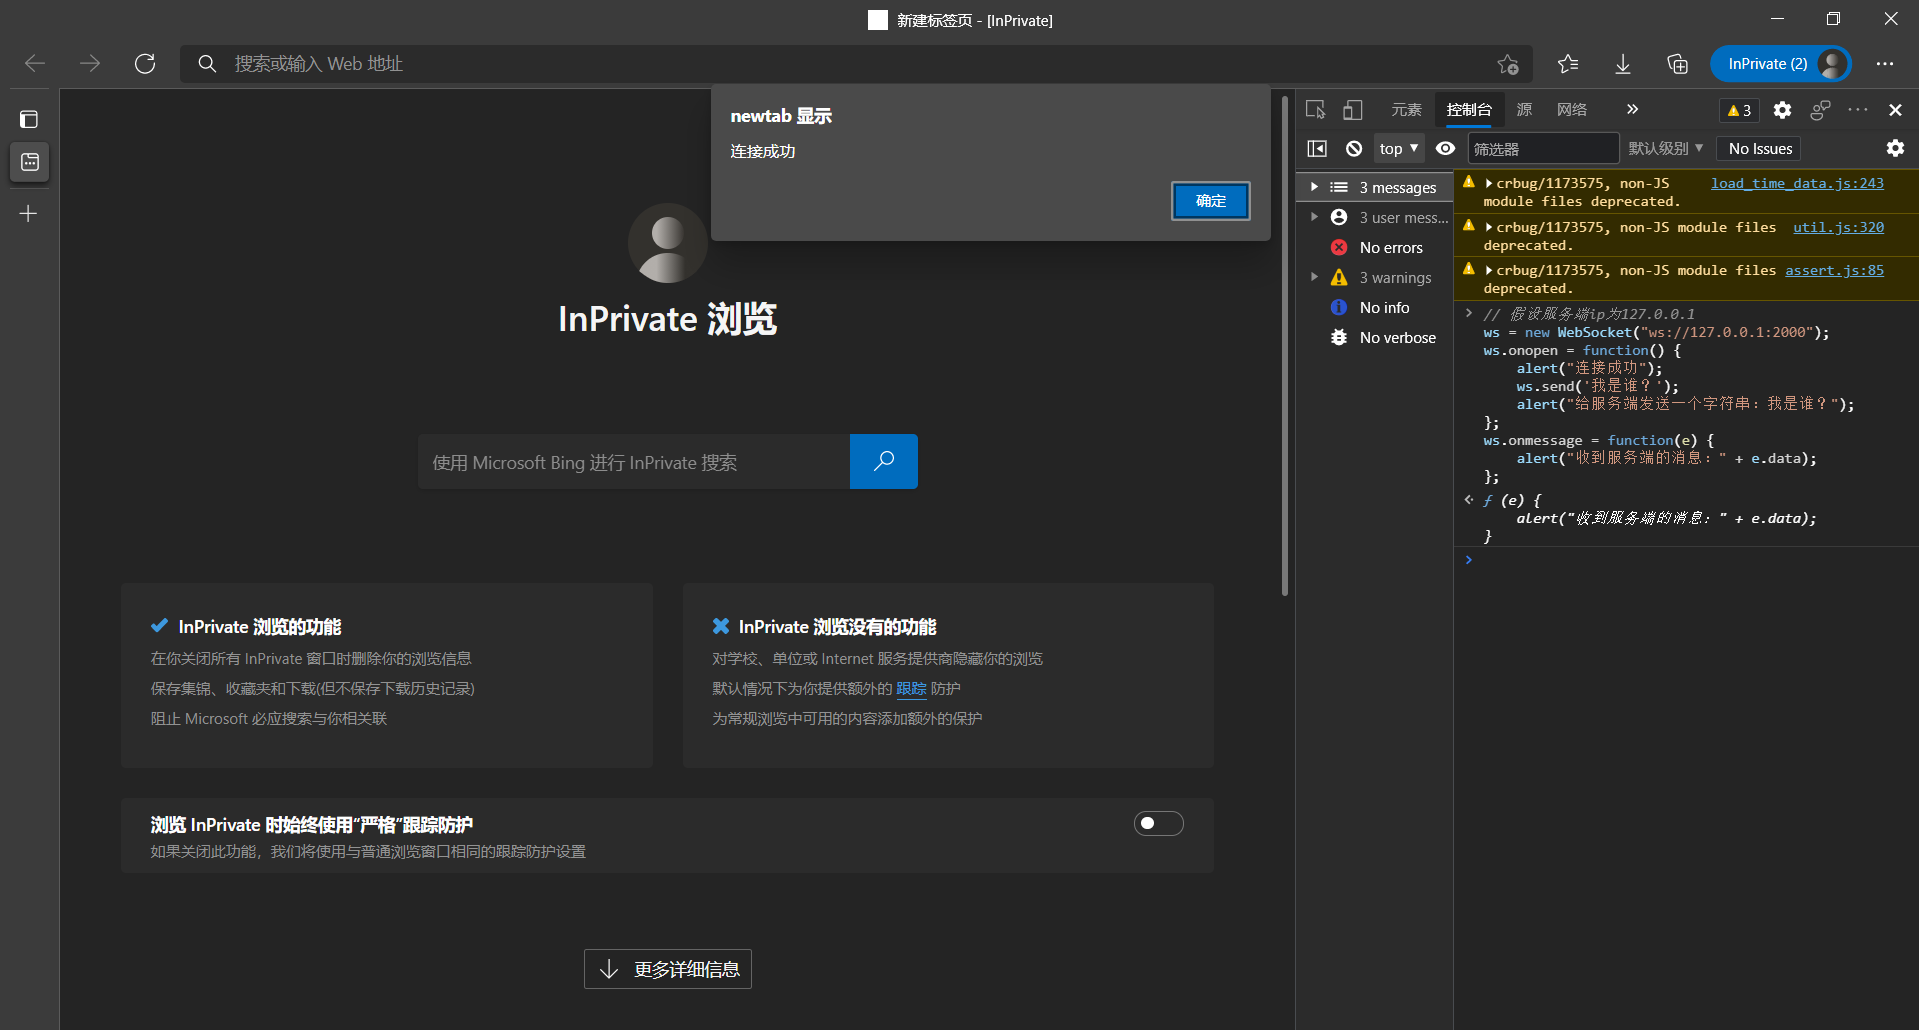 新建标签页 - [InPrivate]
搜索或输入 Web 地址
InPrivate (2)
newtab 显示
连接成功
确定
InPrivate 浏览
使用 Microsoft Bing 进行 InPrivate 搜索
InPrivate 浏览的功能
在你关闭所有 InPrivate 窗口时删除你的浏览信息
保存集锦、收藏夹和下载(但不保存下载历史记录)
阻止 Microsoft 必应搜索与你相关联
InPrivate 浏览没有的功能
对学校、单位或 Internet 服务提供商隐藏你的浏览
默认情况下为你提供额外的 跟踪 防护
为常规浏览中可用的内容添加额外的保护
浏览 InPrivate 时始终使用“严格”跟踪防护
如果关闭此功能，我们将使用与普通浏览窗口相同的跟踪防护设置
更多详细信息
元素 控制台 源 网络 3
top 筛选器 默认级别 No Issues
3 messages
3 user mess...
No errors
3 warnings
No info
No verbose
crbug/1173575, non-JS load_time_data.js:243
module files deprecated.
crbug/1173575, non-JS module files util.js:320
deprecated.
crbug/1173575, non-JS module files assert.js:85
deprecated.
// 假设服务端ip为127.0.0.1
ws = new WebSocket("ws://127.0.0.1:2000");
ws.onopen = function() {
alert("连接成功");
ws.send('我是谁？');
alert("给服务端发送一个字符串：我是谁？");
};
ws.onmessage = function(e) {
alert("收到服务端的消息：" + e.data);
};
ƒ (e) {
alert("收到服务端的消息：" + e.data);
}